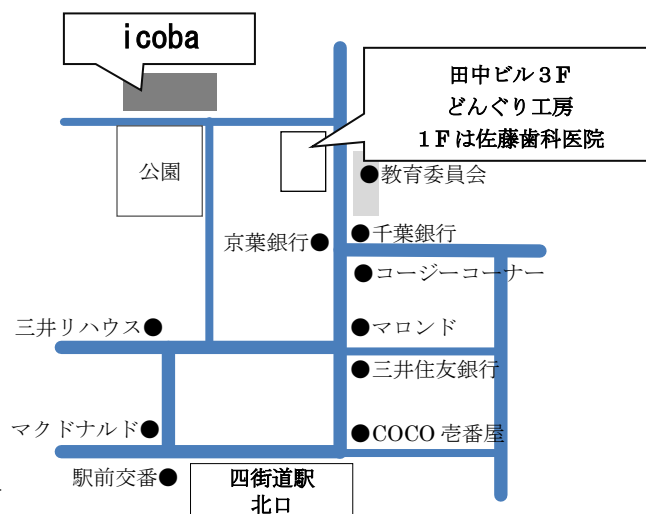 icoba
田中ビル３F
どんぐり工房
１Fは佐藤歯科医院
公園
●教育委員会
京葉銀行●
●千葉銀行
●コージーコーナー
三井リハウス●
●マロンド
●三井住友銀行
マクドナルド●
●COCO 壱番屋
駅前交番●
四街道駅
北口